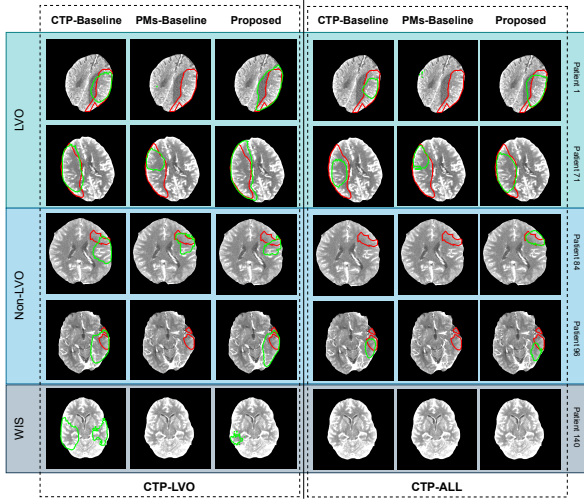 CTP-Baseline PMs-Baseline Proposed CTP-Baseline PMs-Baseline Proposed
LVO
Patient 1
Patient 71
Non-LVO
Patient 84
Patient 96
WIS
Patient 140
CTP-LVO CTP-ALL